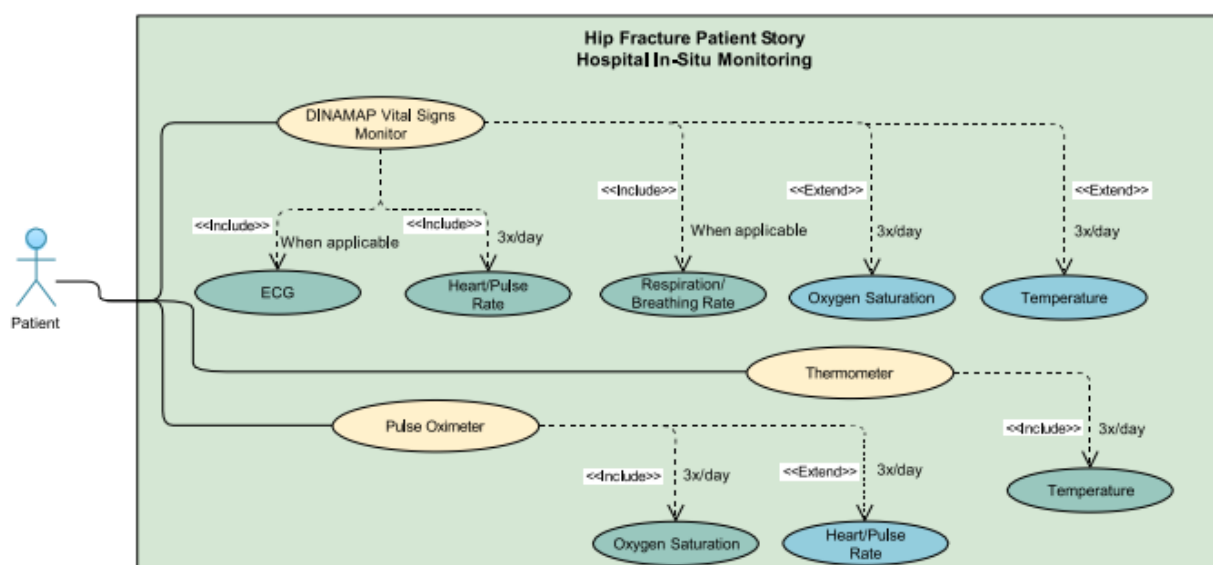 Hip Fracture Patient Story
Hospital In-Situ Monitoring
DINAMAP Vital Signs
Monitor
<<Include>>
<<Extend>>
<<Extend>>
<<Include>>
<<Include>>
When applicable
3x/day
When applicable
3x/day
3x/day
ECG
Heart/Pulse
Rate
Respiration/
Breathing Rate
Oxygen Saturation
Temperature
Patient
Thermometer
Pulse Oximeter
<<Include>>
3x/day
<<Include>>
3x/day
<<Extend>>
3x/day
Temperature
Oxygen Saturation
Heart/Pulse
Rate